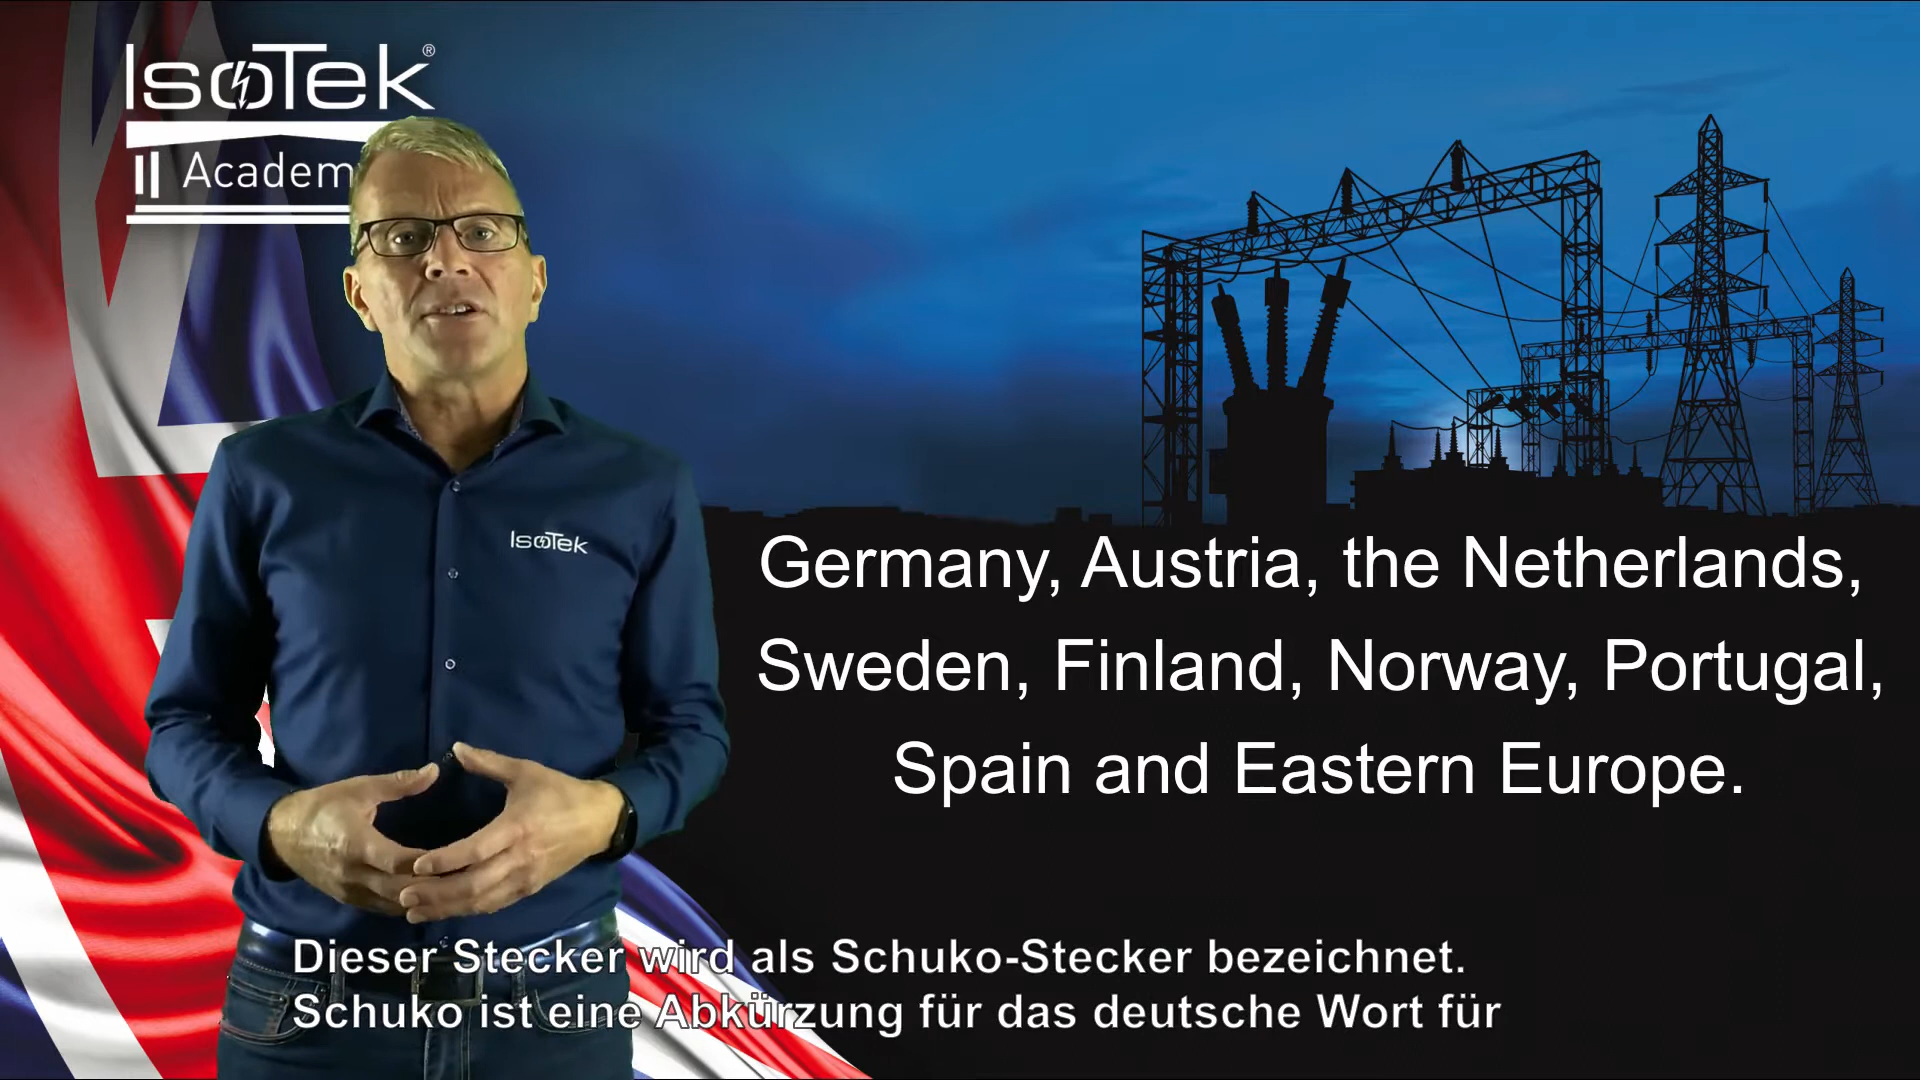 IsoTek®
Academ
IsoTek
Germany, Austria, the Netherlands,
Sweden, Finland, Norway, Portugal,
Spain and Eastern Europe.
Dieser Stecker wird als Schuko-Stecker bezeichnet.
Schuko ist eine Abkürzung für das deutsche Wort für